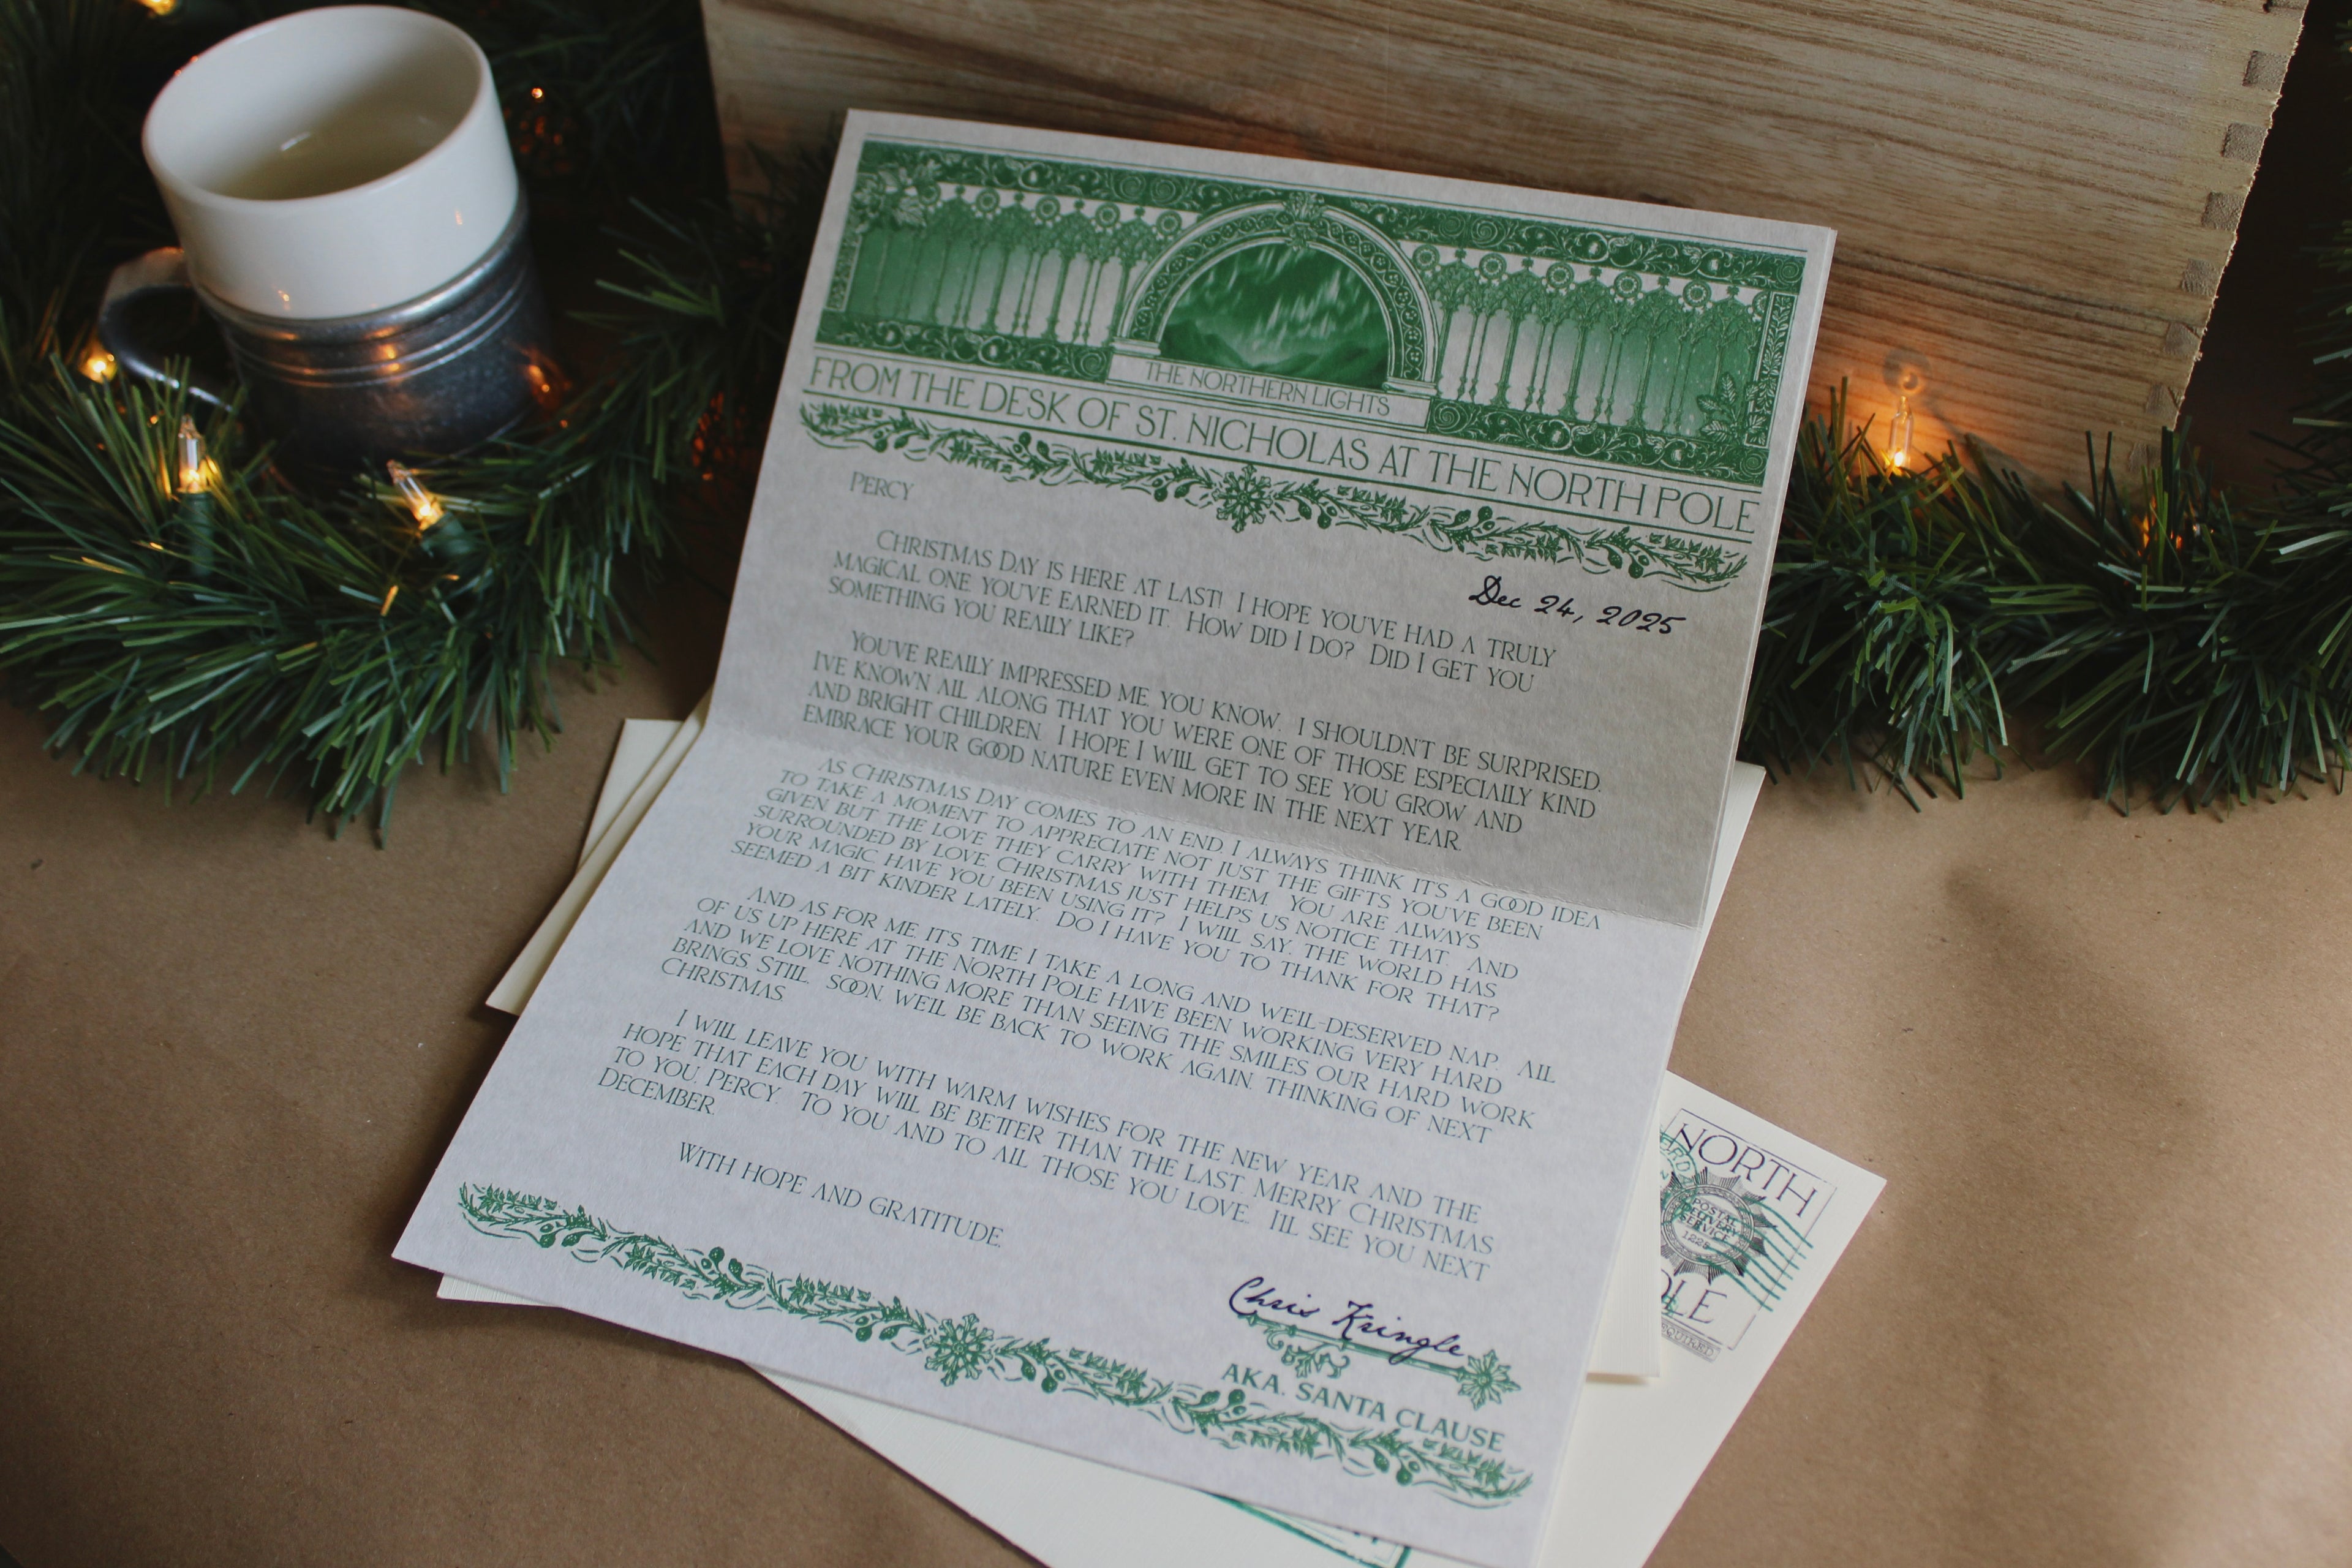 THE NORTHERN LIGHTS
FROM THE DESK OF ST. NICHOLAS AT THE NORTH POLE
PERCY
Dec 24, 2025
CHRISTMAS DAY IS HERE AT LAST! I HOPE YOU'VE HAD A TRULY
MAGICAL ONE YOU'VE EARNED IT. HOW DID I DO? DID I GET YOU
SOMETHING YOU REALLY LIKE?
YOU'VE REALLY IMPRESSED ME, YOU KNOW. I SHOULDN'T BE SURPRISED.
I'VE KNOWN ALL ALONG THAT YOU WERE ONE OF THOSE ESPECIALLY KIND
AND BRIGHT CHILDREN. I HOPE I WILL GET TO SEE YOU GROW AND
EMBRACE YOUR GOOD NATURE EVEN MORE IN THE NEXT YEAR.
AS CHRISTMAS DAY COMES TO AN END, I ALWAYS THINK IT'S A GOOD IDEA
TO TAKE A MOMENT TO APPRECIATE NOT JUST THE GIFTS YOU'VE BEEN
GIVEN BUT THE LOVE THEY CARRY WITH THEM. YOU ARE ALWAYS
SURROUNDED BY LOVE, CHRISTMAS JUST HELPS US NOTICE THAT. AND
YOUR MAGIC HAVE YOU BEEN USING IT? I WILL SAY, THE WORLD HAS
SEEMED A BIT KINDER LATELY. DO I HAVE YOU TO THANK FOR THAT?
AND AS FOR ME, IT'S TIME I TAKE A LONG AND WELL-DESERVED NAP. ALL
OF US UP HERE AT THE NORTH POLE HAVE BEEN WORKING VERY HARD
AND WE LOVE NOTHING MORE THAN SEEING THE SMILES OUR HARD WORK
BRINGS. STILL, SOON, WE'LL BE BACK TO WORK AGAIN, THINKING OF NEXT
CHRISTMAS.
I WILL LEAVE YOU WITH WARM WISHES FOR THE NEW YEAR AND THE
HOPE THAT EACH DAY WILL BE BETTER THAN THE LAST. MERRY CHRISTMAS
TO YOU, PERCY. TO YOU AND TO ALL THOSE YOU LOVE. I'LL SEE YOU NEXT
DECEMBER.
WITH HOPE AND GRATITUDE,
Chris Kringle
AKA. SANTA CLAUSE
NORTH
POSTAL
DELIVERY
SERVICE
1225
OLE